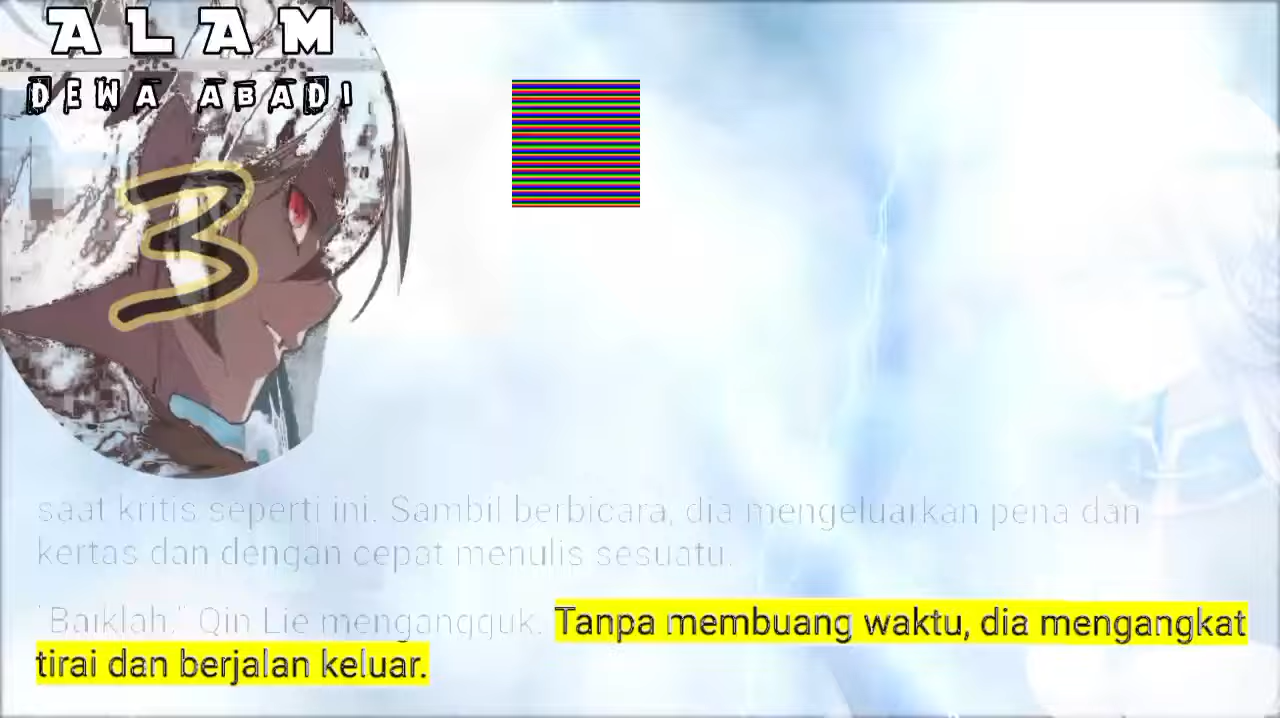 ALAM
DEWA ABADI
3
saat kritis seperti ini. Sambil berbicara, dia mengeluarkan pena dan
kertas dan dengan cepat menulis sesuatu.
"Baiklah." Qin Lie mengangguk. Tanpa membuang waktu, dia mengangkat
tirai dan berjalan keluar.